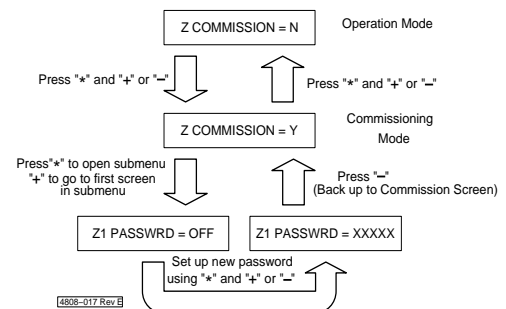 Z COMMISSION = N
Operation Mode
Press "*" and "+" or "–"
Press "*" and "+" or "–"
Z COMMISSION = Y
Commissioning
Mode
Press"*" to open submenu
"+" to go to first screen
in submenu
Press "–"
(Back up to Commission Screen)
Z1 PASSWRD = OFF
Z1 PASSWRD = XXXXX
Set up new password
using "*" and "+" or "–"
4808–017 Rev E